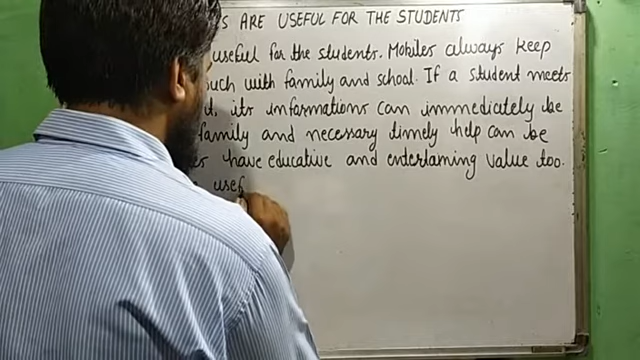 S ARE USEFUL FOR THE STUDENTS
useful for the students. Mobiles always keep
ouch with family and school. If a student meets
d, its informations can immediately be
family and necessary timely help can be
have educative and entertaining value too.
usef